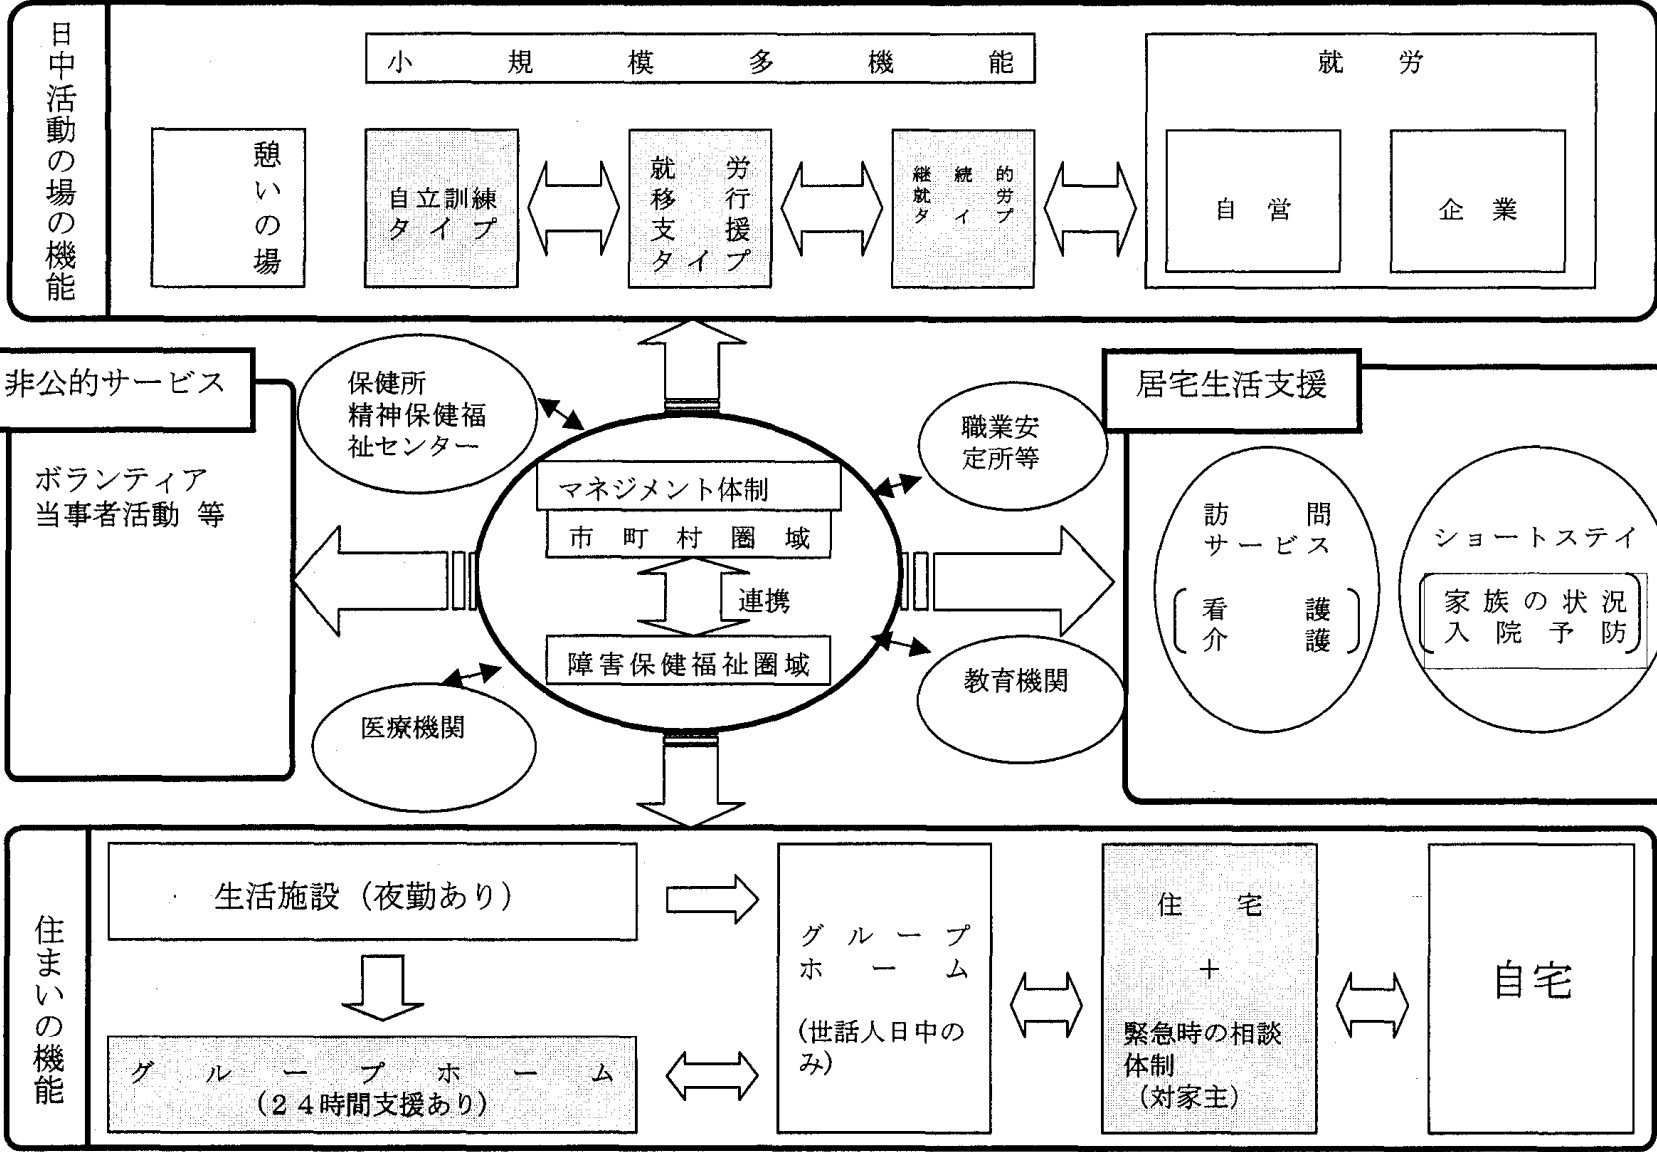 日中活動の場の機能
小規模多機能
就労
憩いの場
自立訓練
タイプ
就労
移行
支援
タイプ
継続的
就労
タイプ
自営
企業
非公的サービス
ボランティア
当事者活動 等
保健所
精神保健福
祉センター
職業安
定所等
居宅生活支援
マネジメント体制
市町村圏域
連携
障害保健福祉圏域
訪問
サービス
看護
介護
ショートステイ
家族の状況
入院予防
医療機関
教育機関
住まいの機能
生活施設（夜勤あり）
グループホーム
(24時間支援あり)
グループ
ホーム
(世話人日中の
み)
住宅
+
緊急時の相談
体制
(対家主)
自宅